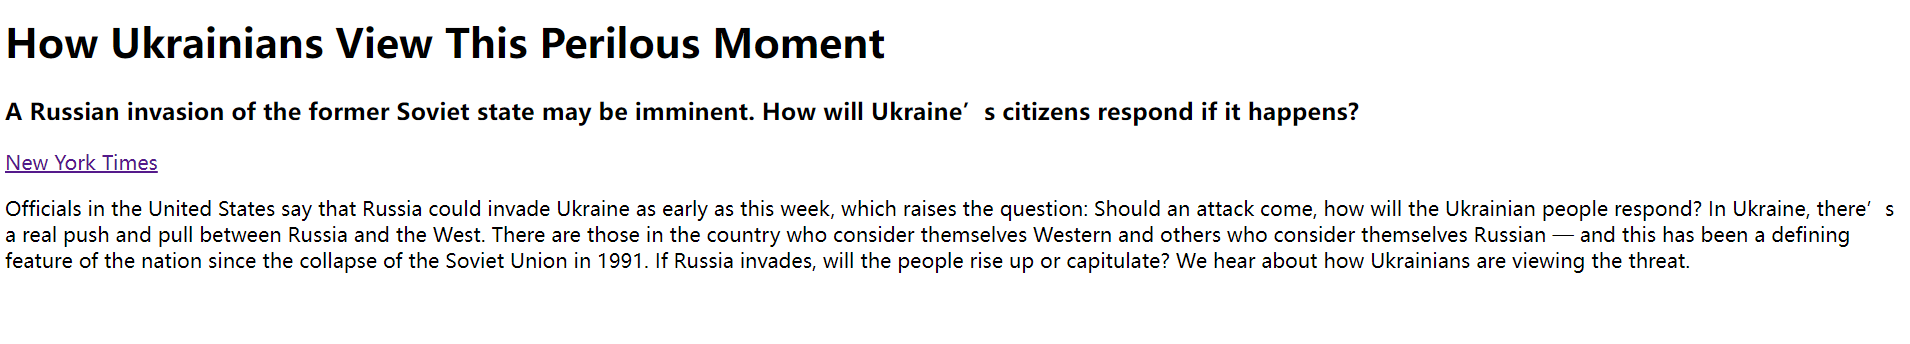 How Ukrainians View This Perilous Moment
A Russian invasion of the former Soviet state may be imminent. How will Ukraine’s citizens respond if it happens?
New York Times
Officials in the United States say that Russia could invade Ukraine as early as this week, which raises the question: Should an attack come, how will the Ukrainian people respond? In Ukraine, there’s
a real push and pull between Russia and the West. There are those in the country who consider themselves Western and others who consider themselves Russian — and this has been a defining
feature of the nation since the collapse of the Soviet Union in 1991. If Russia invades, will the people rise up or capitulate? We hear about how Ukrainians are viewing the threat.